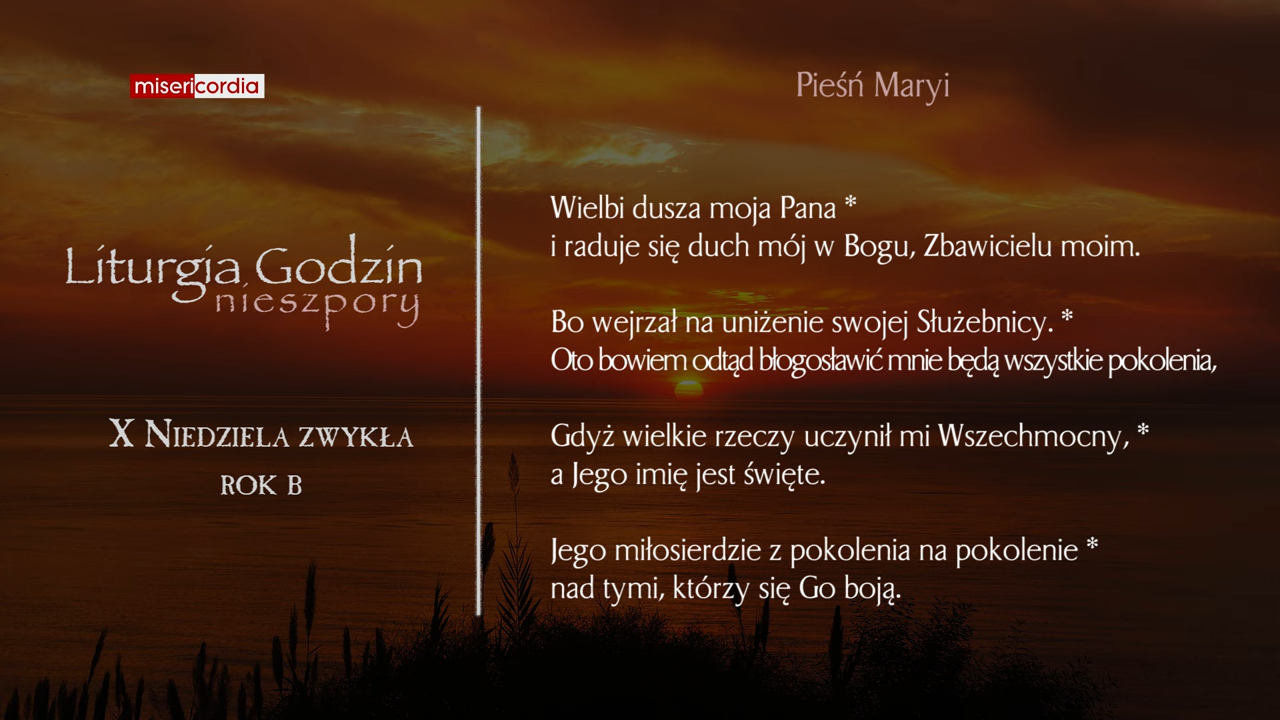 misericordia
Liturgia Godzin
nieszpory
X Niedziela zwykła
rok B
Pieśń Maryi
Wielbi dusza moja Pana *
i raduje się duch mój w Bogu, Zbawicielu moim.
Bo wejrzał na uniżenie swojej Służebnicy. *
Oto bowiem odtąd błogosławić mnie będą wszystkie pokolenia,
Gdyż wielkie rzeczy uczynił mi Wszechmocny, *
a Jego imię jest święte.
Jego miłosierdzie z pokolenia na pokolenie *
nad tymi, którzy się Go boją.